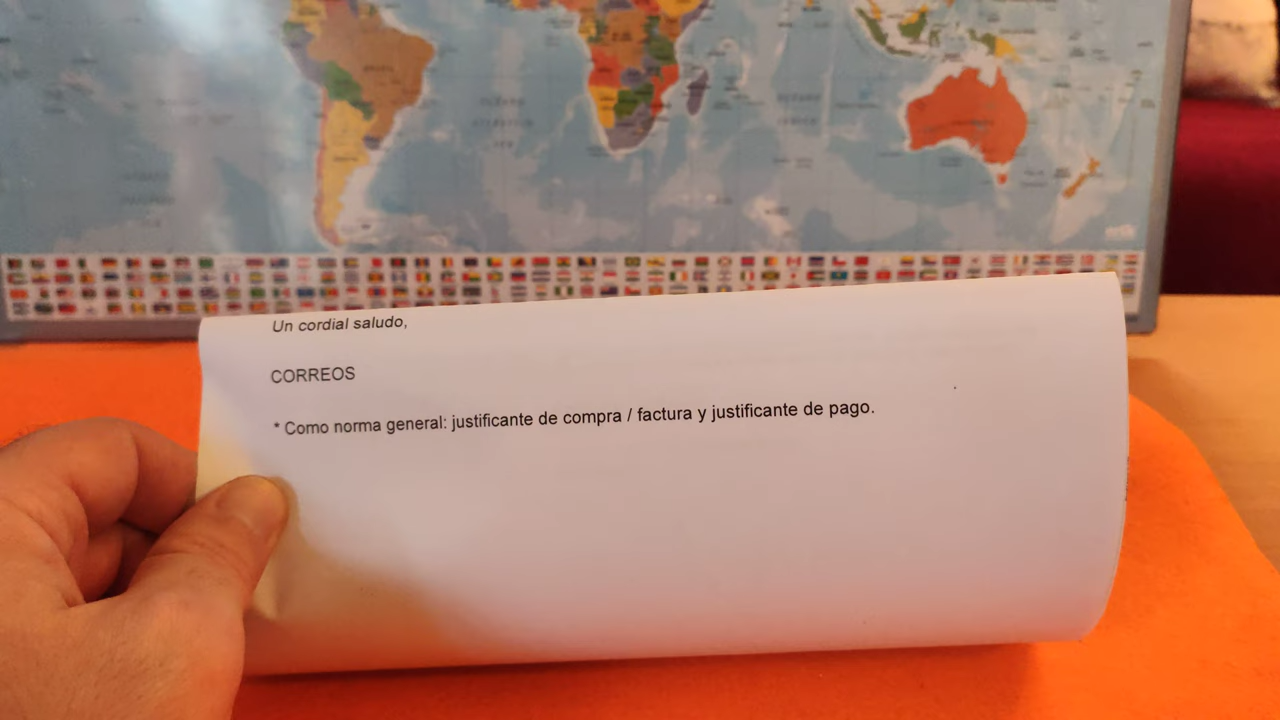 Un cordial saludo,
CORREOS
* Como norma general: justificante de compra / factura y justificante de pago.